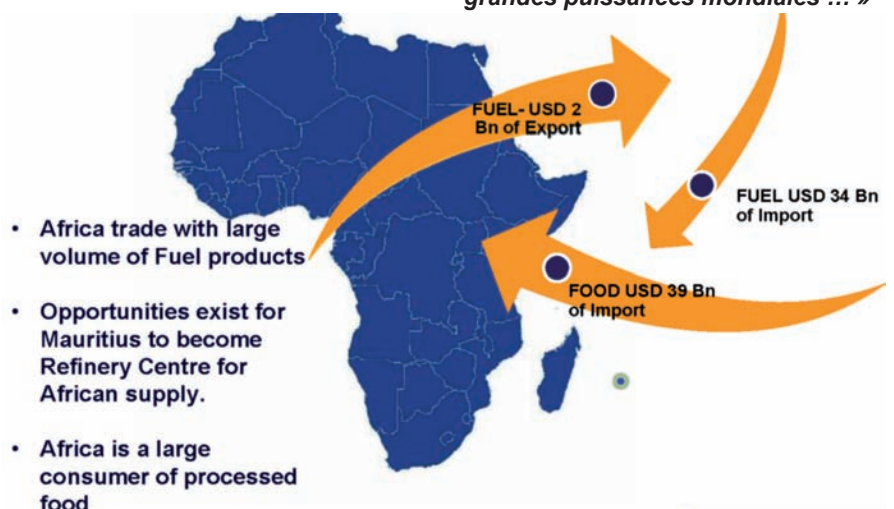 grandes puissances mondiales ... »
FUEL- USD 2
Bn of Export
FUEL USD 34 Bn
of Import
FOOD USD 39 Bn
of Import
• Africa trade with large
volume of Fuel products
• Opportunities exist for
Mauritius to become
Refinery Centre for
African supply.
• Africa is a large
consumer of processed
food